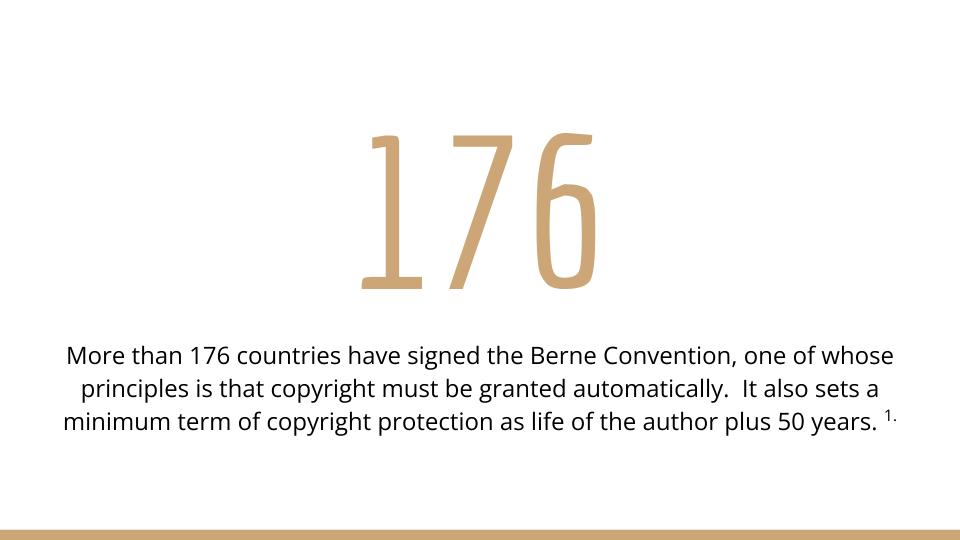 176
More than 176 countries have signed the Berne Convention, one of whose
principles is that copyright must be granted automatically.  It also sets a
minimum term of copyright protection as life of the author plus 50 years. 1.